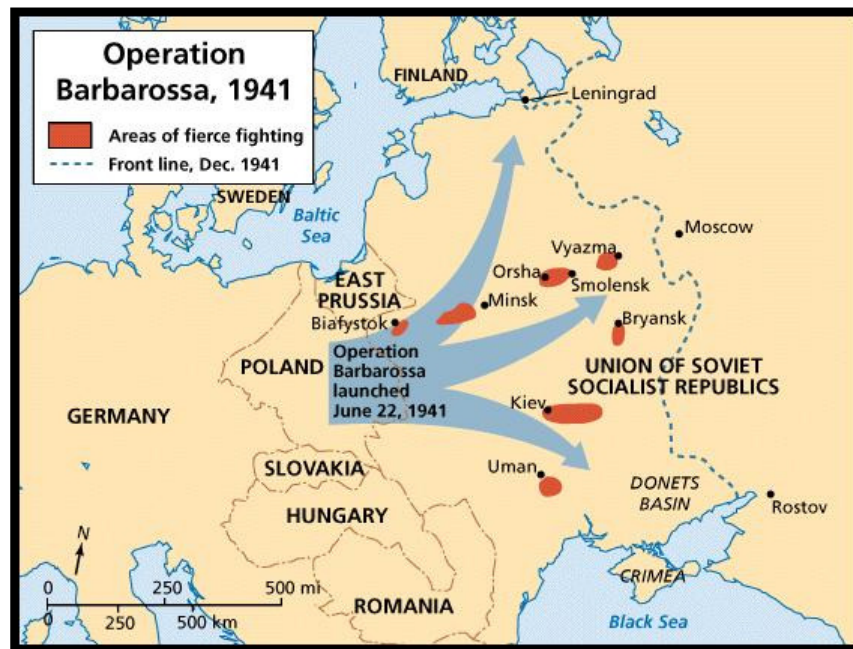 Operation
Barbarossa, 1941
Areas of fierce fighting
Front line, Dec. 1941
FINLAND
Leningrad
SWEDEN
Baltic
Sea
Moscow
Vyazma
Orsha
Smolensk
EAST
PRUSSIA
Minsk
Białystok
Bryansk
Operation
Barbarossa
launched
June 22, 1941
POLAND
UNION OF SOVIET
SOCIALIST REPUBLICS
GERMANY
Kiev
SLOVAKIA
Uman
DONETS
BASIN
Rostov
HUNGARY
N
CRIMEA
0 250 500 mi
0 250 500 km
ROMANIA
Black Sea